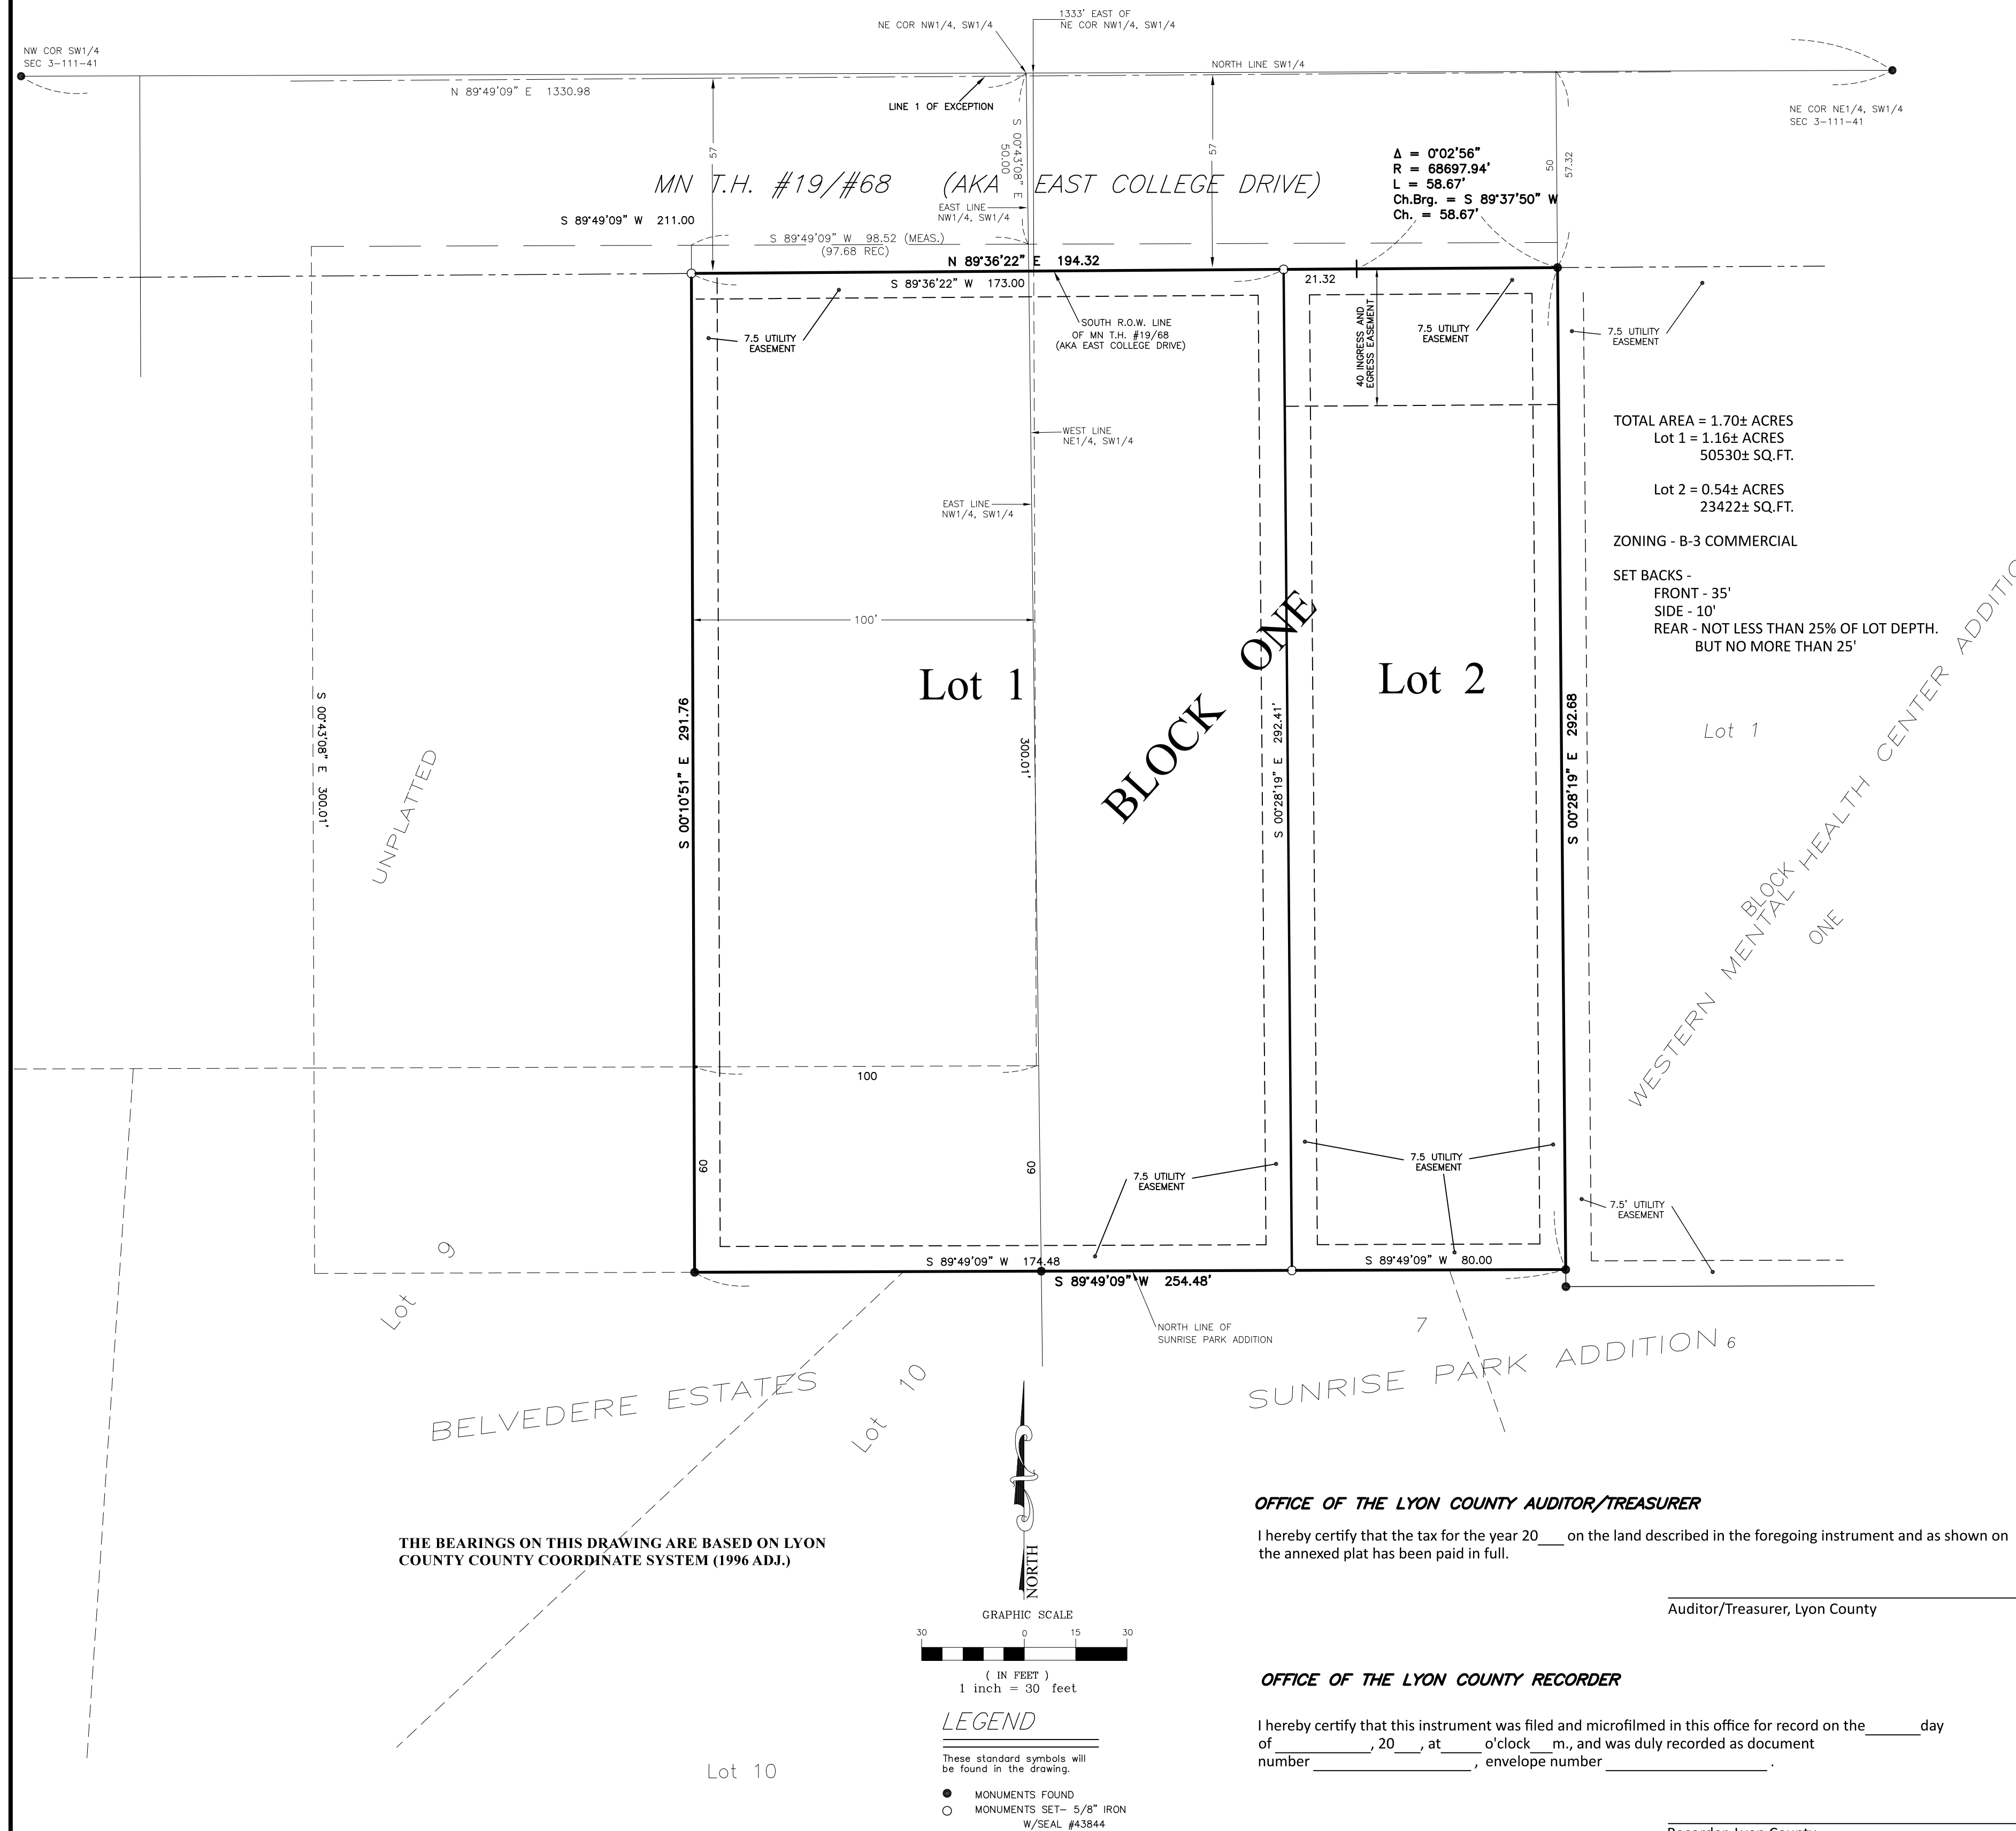 1333' EAST OF
NE COR NW1/4, SW1/4
NE COR NW1/4, SW1/4
NW COR SW1/4
SEC 3-111-41
NORTH LINE SW1/4
N 89°49'09" E 1330.98
LINE 1 OF EXCEPTION
NE COR NE1/4, SW1/4
SEC 3-111-41
57
S 00°43'08" E
50.00
57
50
57.32
Δ = 0°02'56"
R = 68697.94'
L = 58.67'
Ch.Brg. = S 89°37'50" W
Ch. = 58.67'
MN T.H. #19/#68 (AKA EAST COLLEGE DRIVE)
EAST LINE
NW1/4, SW1/4
S 89°49'09" W 211.00
S 89°49'09" W 98.52 (MEAS.)
(97.68 REC)
N 89°36'22" E 194.32
S 89°36'22" W 173.00
21.32
SOUTH R.O.W. LINE
OF MN T.H. #19/68
(AKA EAST COLLEGE DRIVE)
7.5 UTILITY
EASEMENT
40 INGRESS AND
EGRESS EASEMENT
7.5 UTILITY
EASEMENT
7.5 UTILITY
EASEMENT
WEST LINE
NE1/4, SW1/4
EAST LINE
NW1/4, SW1/4
TOTAL AREA = 1.70± ACRES
Lot 1 = 1.16± ACRES
50530± SQ.FT.
Lot 2 = 0.54± ACRES
23422± SQ.FT.
ZONING - B-3 COMMERCIAL
SET BACKS -
FRONT - 35'
SIDE - 10'
REAR - NOT LESS THAN 25% OF LOT DEPTH.
BUT NO MORE THAN 25'
100'
Lot 1
BLOCK ONE
Lot 2
S 00°43'08" E 300.01'
UNPLATTED
S 00°10'51" E 291.76
300.01'
S 00°28'19" E 292.41'
S 00°28'19" E 292.68
Lot 1
BLOCK
ONE
WESTERN MENTAL HEALTH CENTER ADDITIO
100
60
60
7.5 UTILITY
EASEMENT
7.5 UTILITY
EASEMENT
7.5' UTILITY
EASEMENT
S 89°49'09" W 174.48
S 89°49'09" W 80.00
S 89°49'09" W 254.48'
NORTH LINE OF
SUNRISE PARK ADDITION
Lot 9
BELVEDERE ESTATES
Lot 10
7
SUNRISE PARK ADDITION
6
THE BEARINGS ON THIS DRAWING ARE BASED ON LYON
COUNTY COUNTY COORDINATE SYSTEM (1996 ADJ.)
NORTH
GRAPHIC SCALE
30 0 15 30
( IN FEET )
1 inch = 30 feet
LEGEND
These standard symbols will
be found in the drawing.
MONUMENTS FOUND
MONUMENTS SET- 5/8" IRON
W/SEAL #43844
Lot 10
OFFICE OF THE LYON COUNTY AUDITOR/TREASURER
I hereby certify that the tax for the year 20___ on the land described in the foregoing instrument and as shown on
the annexed plat has been paid in full.
Auditor/Treasurer, Lyon County
OFFICE OF THE LYON COUNTY RECORDER
I hereby certify that this instrument was filed and microfilmed in this office for record on the_______day
of ____________, 20___, at_____ o'clock___m., and was duly recorded as document
number ____________________, envelope number ____________________.
Recorder, Lyon County